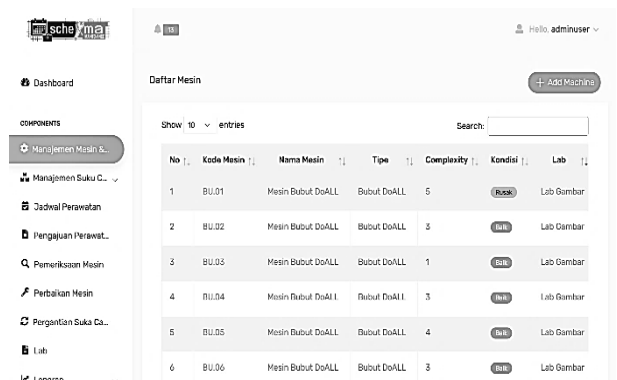 schexma
13
Hello, adminuser
Dashboard
COMPONENTS
Manajemen Mesin &...
Manajemen Suku C...
Jadwal Perawatan
Pengajuan Perawat...
Pemeriksaan Mesin
Perbaikan Mesin
Pergantian Suka Ca...
Lab
Laporan
Daftar Mesin
+ Add Machine
Show 10 entries
Search:
No Kode Mesin Nama Mesin Tipe Complexity Kondisi Lab
1 BU.01 Mesin Bubut DoALL Bubut DoALL 5 Rusak Lab Gambar
2 BU.02 Mesin Bubut DoALL Bubut DoALL 3 Baik Lab Gambar
3 BU.03 Mesin Bubut DoALL Bubut DoALL 1 Baik Lab Gambar
4 BU.04 Mesin Bubut DoALL Bubut DoALL 3 Baik Lab Gambar
5 BU.05 Mesin Bubut DoALL Bubut DoALL 4 Baik Lab Gambar
6 BU.06 Mesin Bubut DoALL Bubut DoALL 3 Baik Lab Gambar